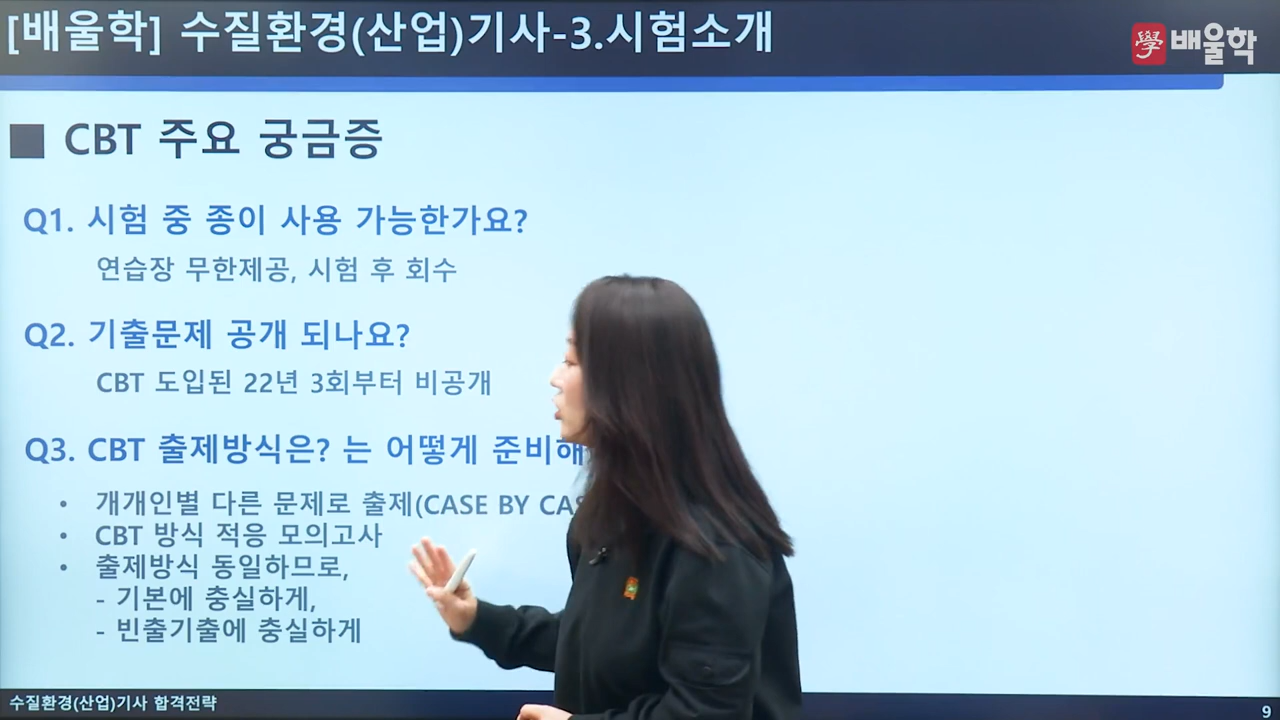 [배울학] 수질환경(산업)기사-3.시험소개
學 배울학
■ CBT 주요 궁금증
Q1. 시험 중 종이 사용 가능한가요?
연습장 무한제공, 시험 후 회수
Q2. 기출문제 공개 되나요?
CBT 도입된 22년 3회부터 비공개
Q3. CBT 출제방식은? 는 어떻게 준비해
• 개개인별 다른 문제로 출제(CASE BY CAS
• CBT 방식 적응 모의고사
• 출제방식 동일하므로,
- 기본에 충실하게,
- 빈출기출에 충실하게
수질환경(산업)기사 합격전략
9